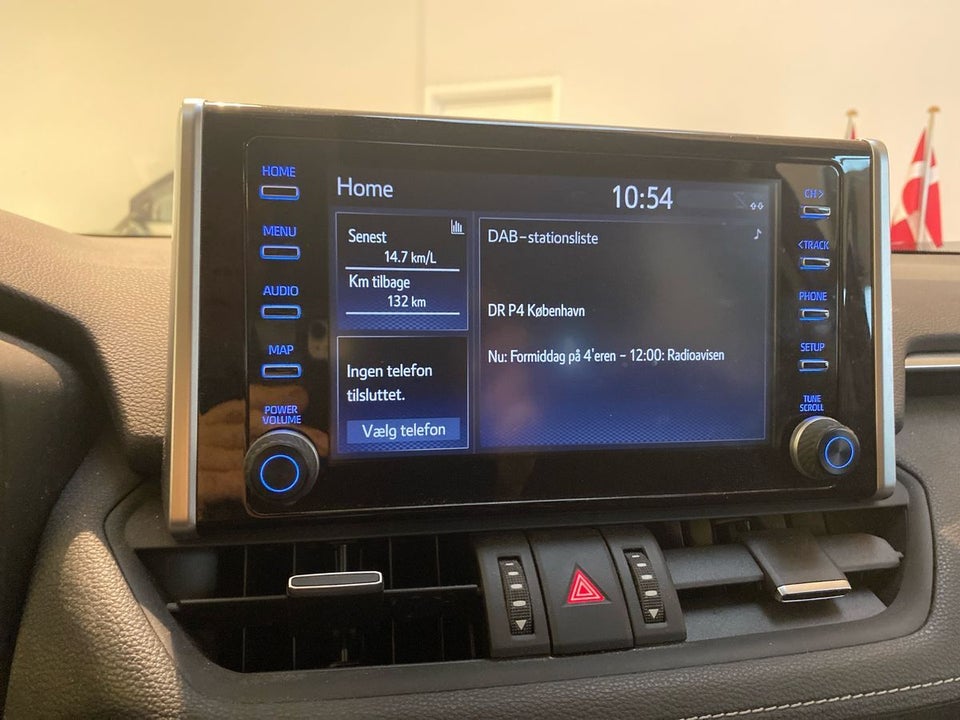 HOME
MENU
AUDIO
MAP
POWER
VOLUME
Home
10:54
Senest
14.7 km/L
Km tilbage
132 km
Ingen telefon
tilsluttet.
Vælg telefon
DAB-stationsliste
DR P4 København
Nu: Formiddag på 4'eren - 12:00: Radioavisen
CH>
<TRACK
PHONE
SETUP
TUNE
SCROLL